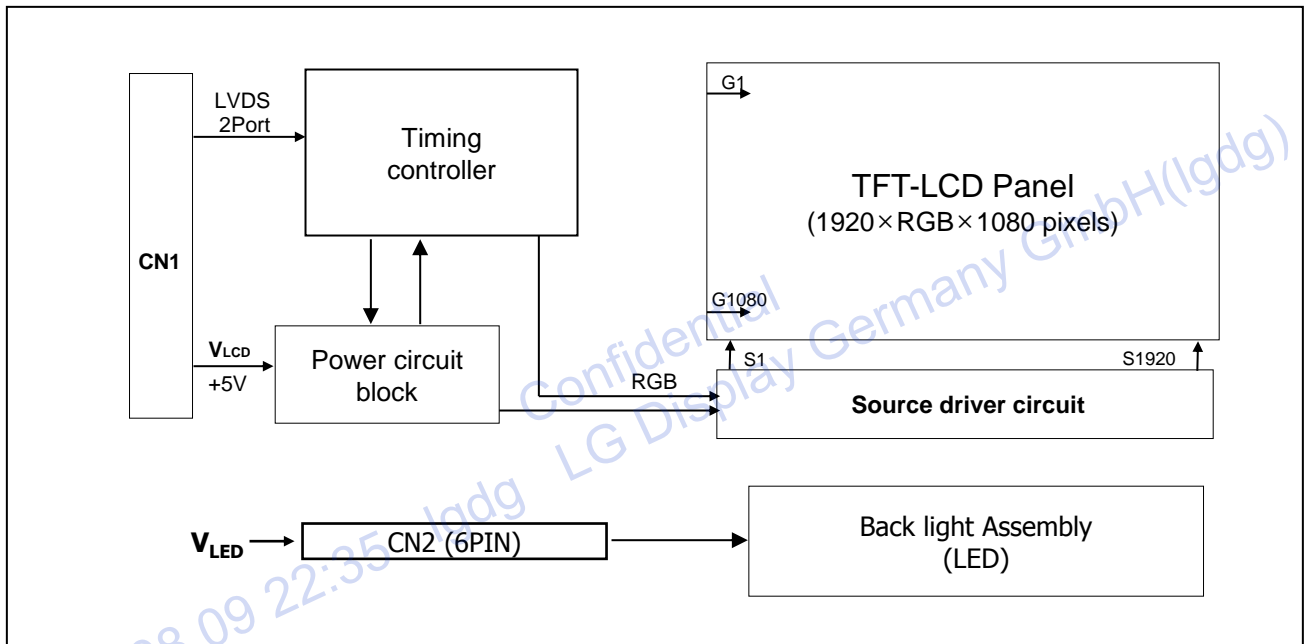 CN1
LVDS
2Port
Timing
controller
VLCD
+5V
Power circuit
block
RGB
G1
TFT-LCD Panel
(1920×RGB×1080 pixels)
G1080
S1
S1920
Source driver circuit
VLED
CN2 (6PIN)
Back light Assembly
(LED)
Confidential
LG Display Germany GmbH(lgdg)
09 22:35 lgdg